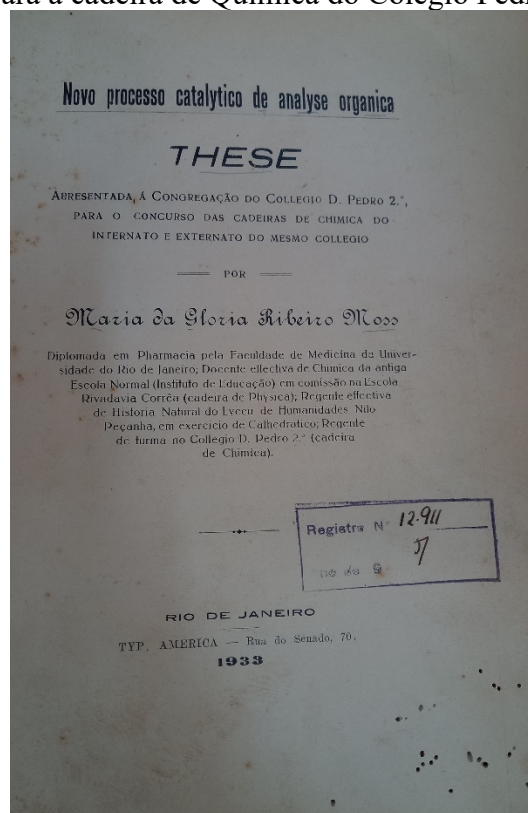 ara a cadeira de Química do Colégio Pedr
Novo processo catalytico de analyse organica
THESE
APRESENTADA, Á CONGREGAÇÃO DO COLLEGIO D. PEDRO 2.º,
PARA O CONCURSO DAS CADEIRAS DE CHIMICA DO
INTERNATO E EXTERNATO DO MESMO COLLEGIO
POR
Maria da Gloria Ribeiro Moss
Diplomada em Pharmacia pela Faculdade de Medicina da Univer-
sidade do Rio de Janeiro; Docente effectiva de Chimica da antiga
Escola Normal (Instituto de Educação) em comissão na Escola
Rivadavia Corrêa (cadeira de Physica); Regente effectiva
de Historia Natural do Lyceu de Humanidades Nilo
Peçanha, em exercicio de Cathedratico; Regente
de turma no Collegio D. Pedro 2.º (cadeira
de Chimica).
Registro Nº 12.911
RIO DE JANEIRO
TYP. AMERICA — Rua do Senado, 70.
1933